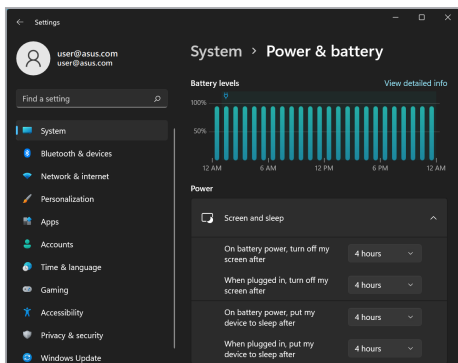 Settings
user@asus.com
user@asus.com
Find a setting
System
Bluetooth & devices
Network & internet
Personalization
Apps
Accounts
Time & language
Gaming
Accessibility
Privacy & security
Windows Update
System > Power & battery
Battery levels
View detailed info
100%
50%
12 AM 6 AM 12 PM 6 PM 12 AM
Power
Screen and sleep
On battery power, turn off my
screen after
4 hours
When plugged in, turn off my
screen after
4 hours
On battery power, put my
device to sleep after
4 hours
When plugged in, put my
device to sleep after
4 hours